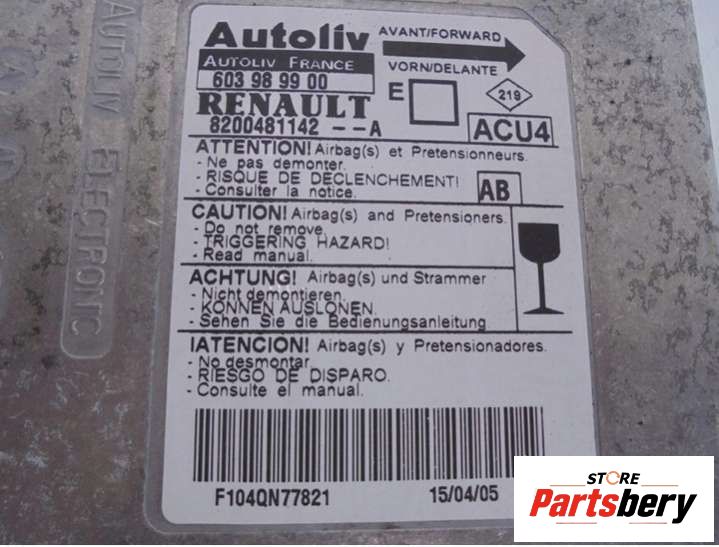 AUTOLIV ELECTRONIC
Autoliv
AUTOLIV FRANCE
603 98 99 00
RENAULT
8200481142 --A
AVANT/FORWARD
VORN/DELANTE
E
219
ACU4
ATTENTION! Airbag(s) et Pretensionneurs.
- Ne pas demonter.
- RISQUE DE DECLENCHEMENT!
- Consulter la notice.
AB
CAUTION! Airbag(s) and Pretensioners.
- Do not remove.
- TRIGGERING HAZARD!
- Read manual.
ACHTUNG! Airbag(s) und Strammer
- Nicht demontieren.
- KONNEN AUSLONEN.
- Sehen Sie die Bedienungsanleitung
¡ATENCION! Airbag(s) y Pretensionadores.
- No desmontar.
- RIESGO DE DISPARO.
- Consulte el manual.
F104QN77821 15/04/05
STORE
Partsbery